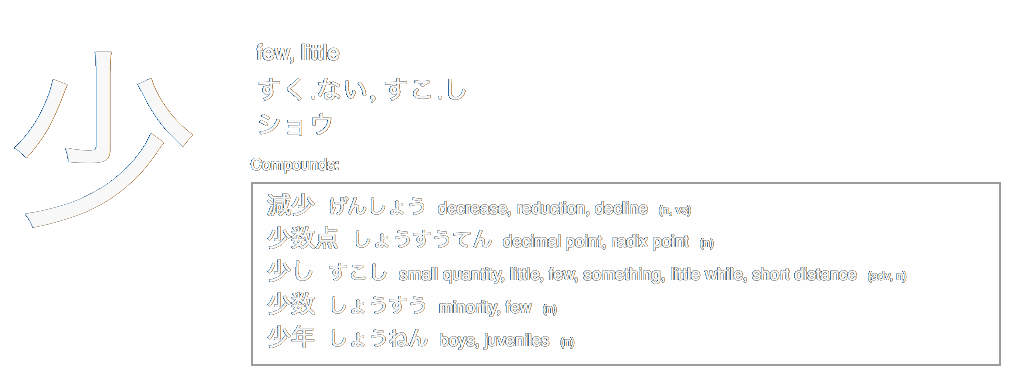 少
few, little
すく.ない, すこ.し
ショウ
Compounds:
減少 げんしょう decrease, reduction, decline (n, vs)
少数点 しょうすうてん decimal point, radix point (n)
少し すこし small quantity, little, few, something, little while, short distance (adv, n)
少数 しょうすう minority, few (n)
少年 しょうねん boys, juveniles (n)